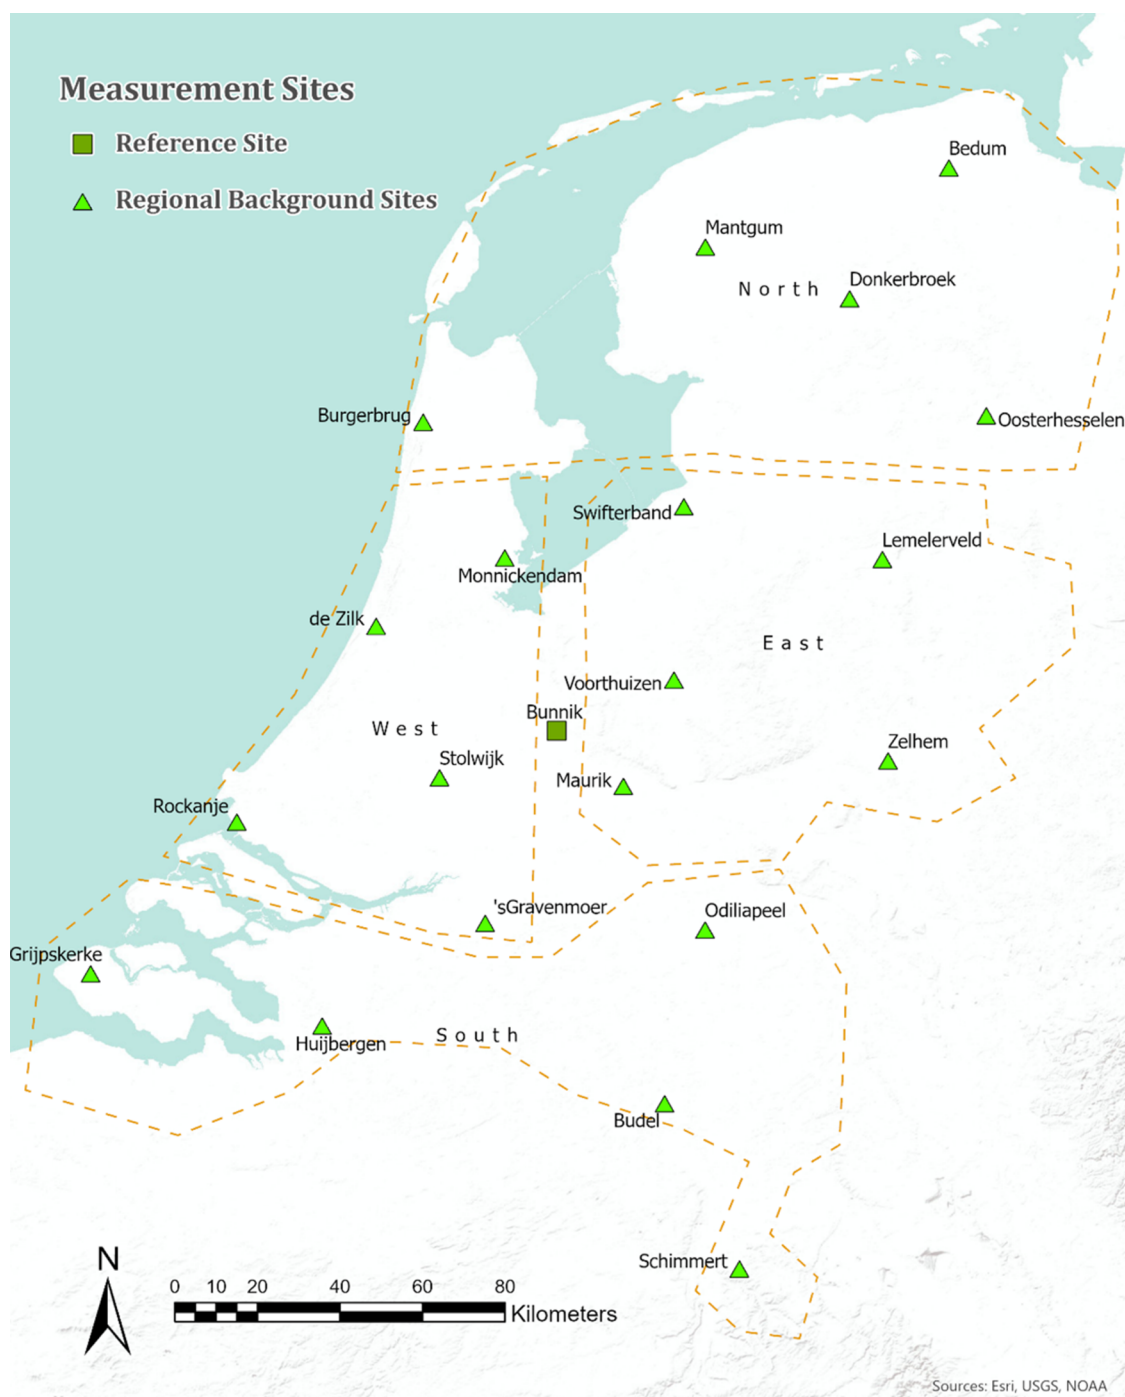 Measurement Sites
Reference Site
Regional Background Sites
Bedum
Mantgum
Donkerbroek
North
Burgerbrug
Oosterhesselen
Swifterband
Lemelerveld
Monnickendam
de Zilk
East
Voorthuizen
Bunnik
West
Zelhem
Stolwijk
Maurik
Rockanje
'sGravenmoer
Odiliapeel
Grijpskerke
South
Huijbergen
Budel
Schimmert
N
0 10 20 40 60 80
Kilometers
Sources: Esri, USGS, NOAA